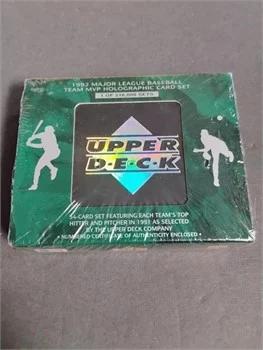 1992 MAJOR LEAGUE BASEBALL
TEAM MVP HOLOGRAPHIC CARD SET
1 OF 216,000 SETS
UPPER
D·E·C·K
54-CARD SET FEATURING EACH TEAM'S TOP
HITTER AND PITCHER IN 1991 AS SELECTED
BY THE UPPER DECK COMPANY
• NUMBERED CERTIFICATE OF AUTHENTICITY ENCLOSED •